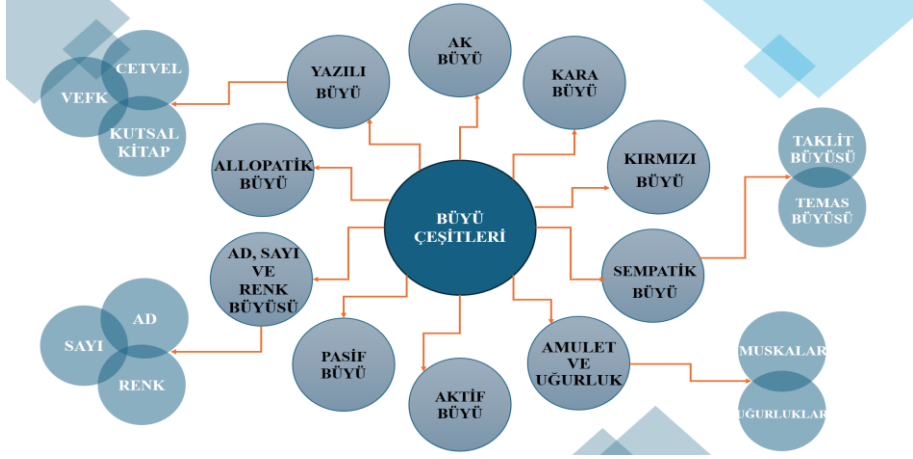 AK
BÜYÜ
KARA
BÜYÜ
KIRMIZI
BÜYÜ
SEMPATİK
BÜYÜ
TAKLİT
BÜYÜSÜ
TEMAS
BÜYÜSÜ
AMULET
VE
UĞURLUK
MUSKALAR
UĞURLUKLAR
AKTİF
BÜYÜ
PASİF
BÜYÜ
AD, SAYI
VE
RENK
BÜYÜSÜ
AD
SAYI
RENK
ALLOPATİK
BÜYÜ
YAZILI
BÜYÜ
CETVEL
VEFK
KUTSAL
KİTAP
BÜYÜ
ÇEŞİTLERİ